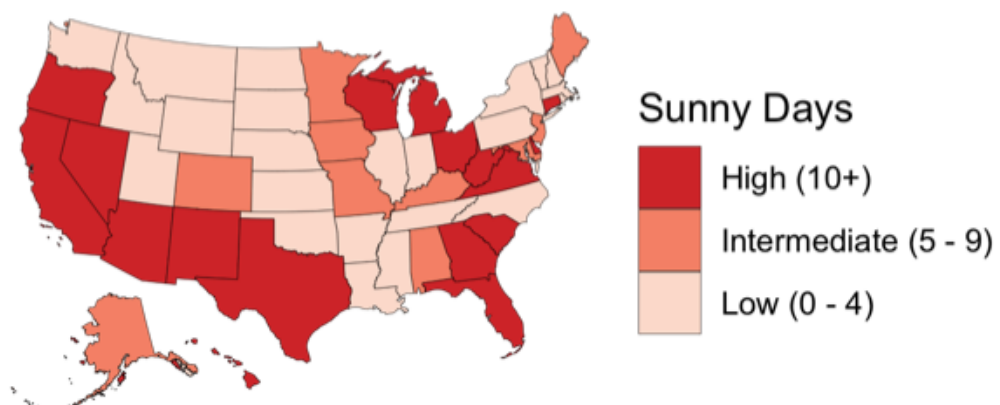 Sunny Days
High (10+)
Intermediate (5 - 9)
Low (0 - 4)